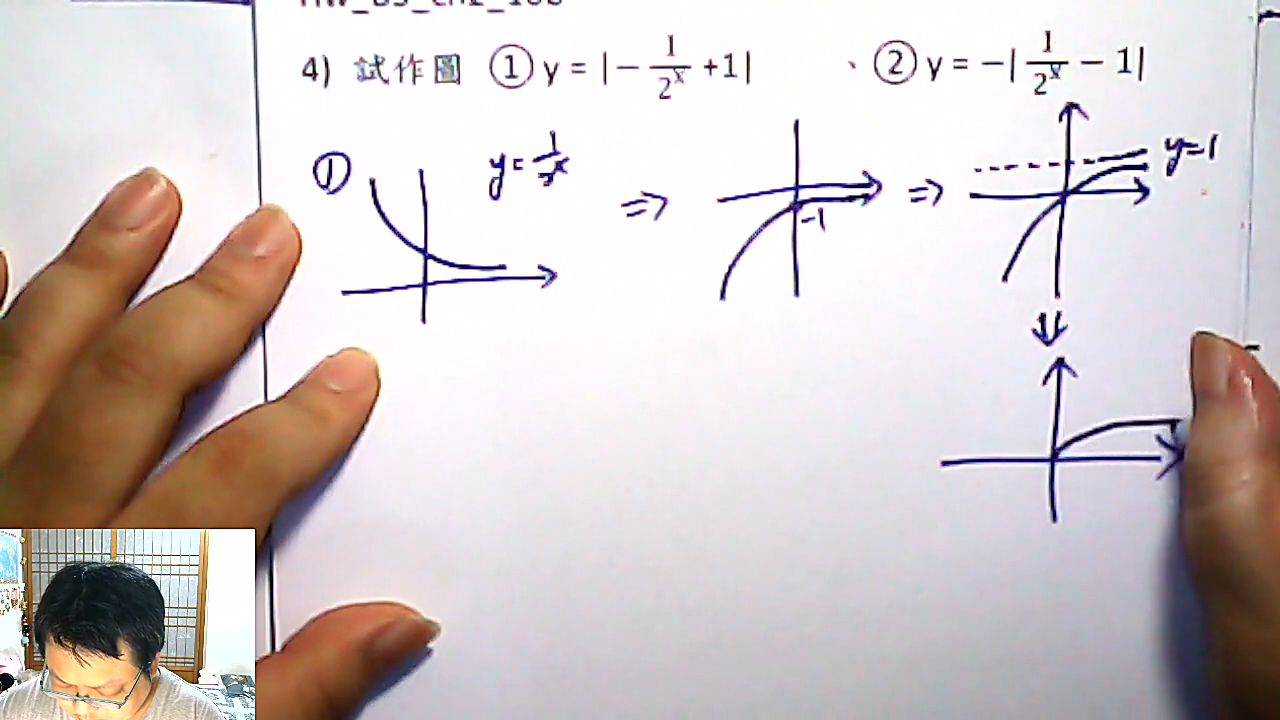 4) 試作圖 ① y = |− 1/2^x +1| 、 ② y = −| 1/2^x − 1|
① y = 1/2^x ⇒ -1 ⇒ y=1